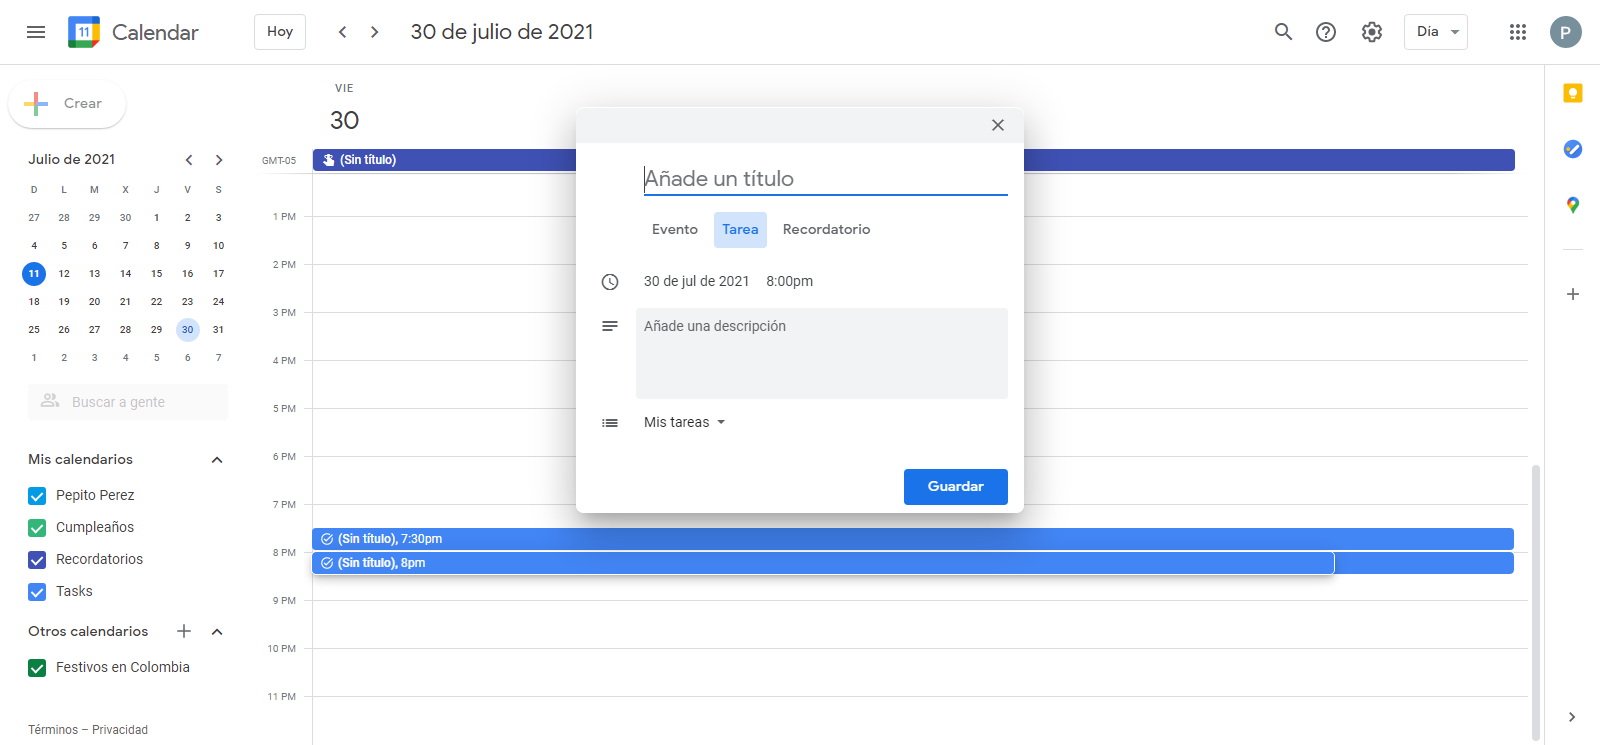 11 Calendar Hoy 30 de julio de 2021 Día P
Crear
Julio de 2021
D L M X J V S
27 28 29 30 1 2 3
4 5 6 7 8 9 10
11 12 13 14 15 16 17
18 19 20 21 22 23 24
25 26 27 28 29 30 31
1 2 3 4 5 6 7
Buscar a gente
Mis calendarios
Pepito Perez
Cumpleaños
Recordatorios
Tasks
Otros calendarios
Festivos en Colombia
Términos – Privacidad
VIE
30
GMT-05 (Sin título)
1 PM
2 PM
3 PM
4 PM
5 PM
6 PM
7 PM
(Sin título), 7:30pm
8 PM
(Sin título), 8pm
9 PM
10 PM
11 PM
Añade un título
Evento Tarea Recordatorio
30 de jul de 2021 8:00pm
Añade una descripción
Mis tareas
Guardar